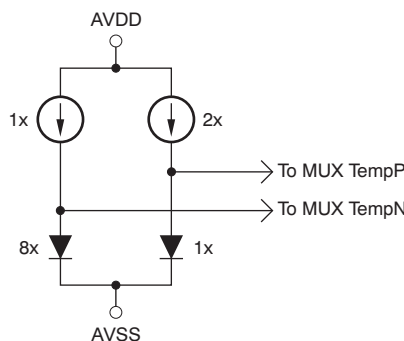 AVDD
1x
2x
To MUX TempP
To MUX TempN
8x
1x
AVSS